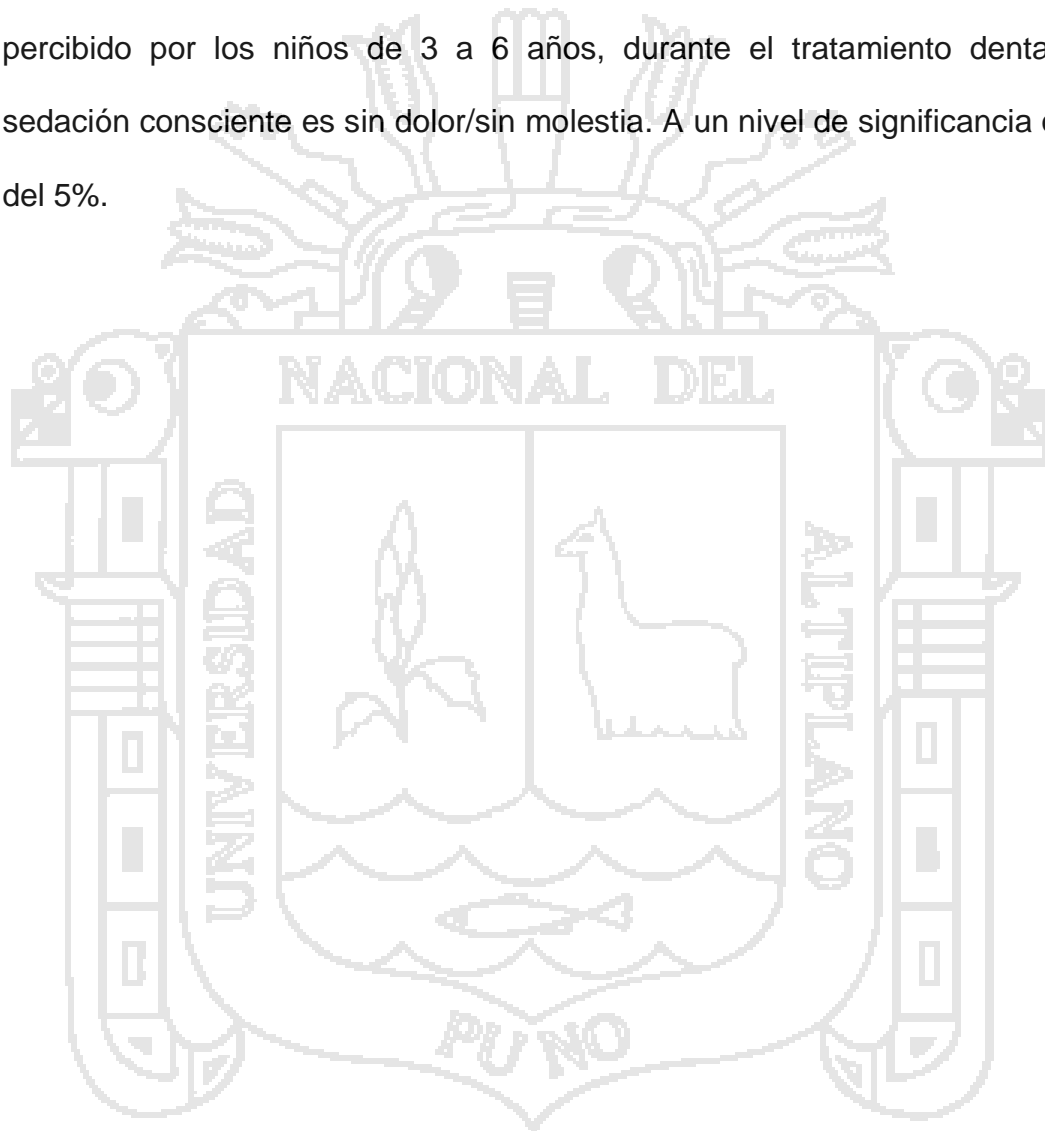 percibido por los niños de 3 a 6 años, durante el tratamiento denta
sedación consciente es sin dolor/sin molestia. A un nivel de significancia
del 5%.
NACIONAL DEL
UNIVERSIDAD
ALTIPLANO
PUNO